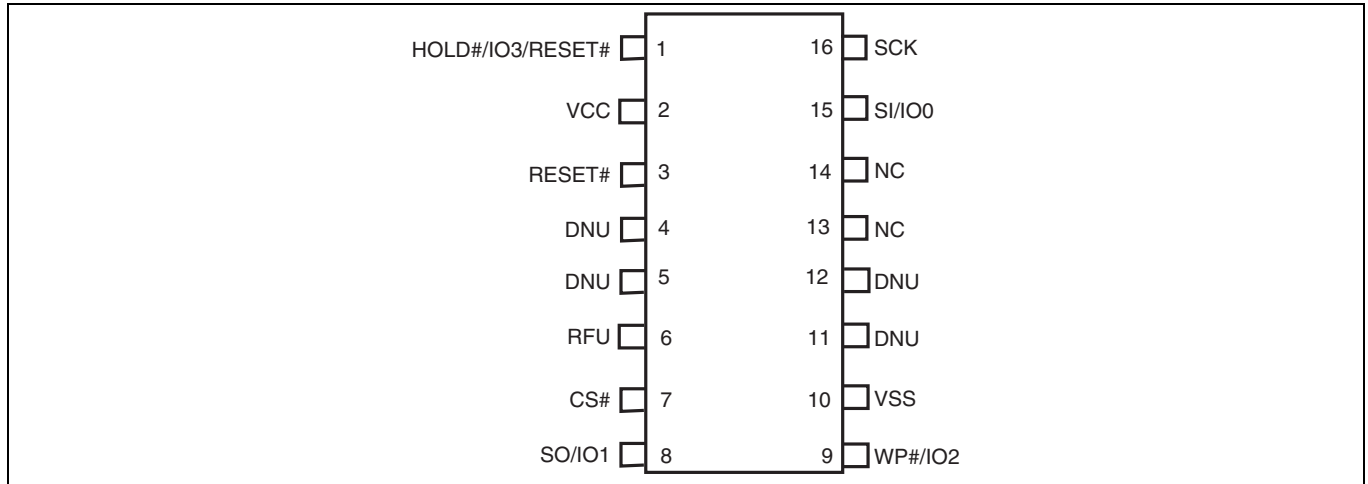 HOLD#/IO3/RESET# 1 16 SCK
VCC 2 15 SI/IO0
RESET# 3 14 NC
DNU 4 13 NC
DNU 5 12 DNU
RFU 6 11 DNU
CS# 7 10 VSS
SO/IO1 8 9 WP#/IO2